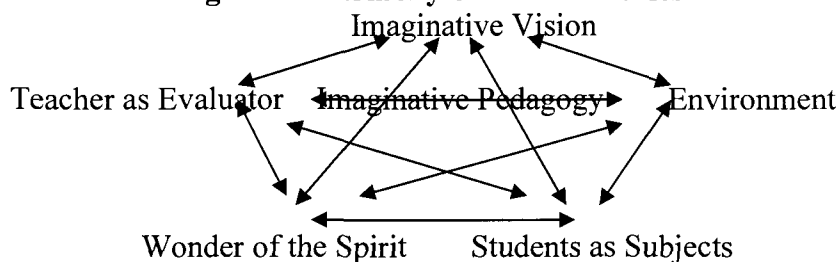 Imaginative Vision
Teacher as Evaluator Imaginative Pedagogy Environment
Wonder of the Spirit Students as Subjects